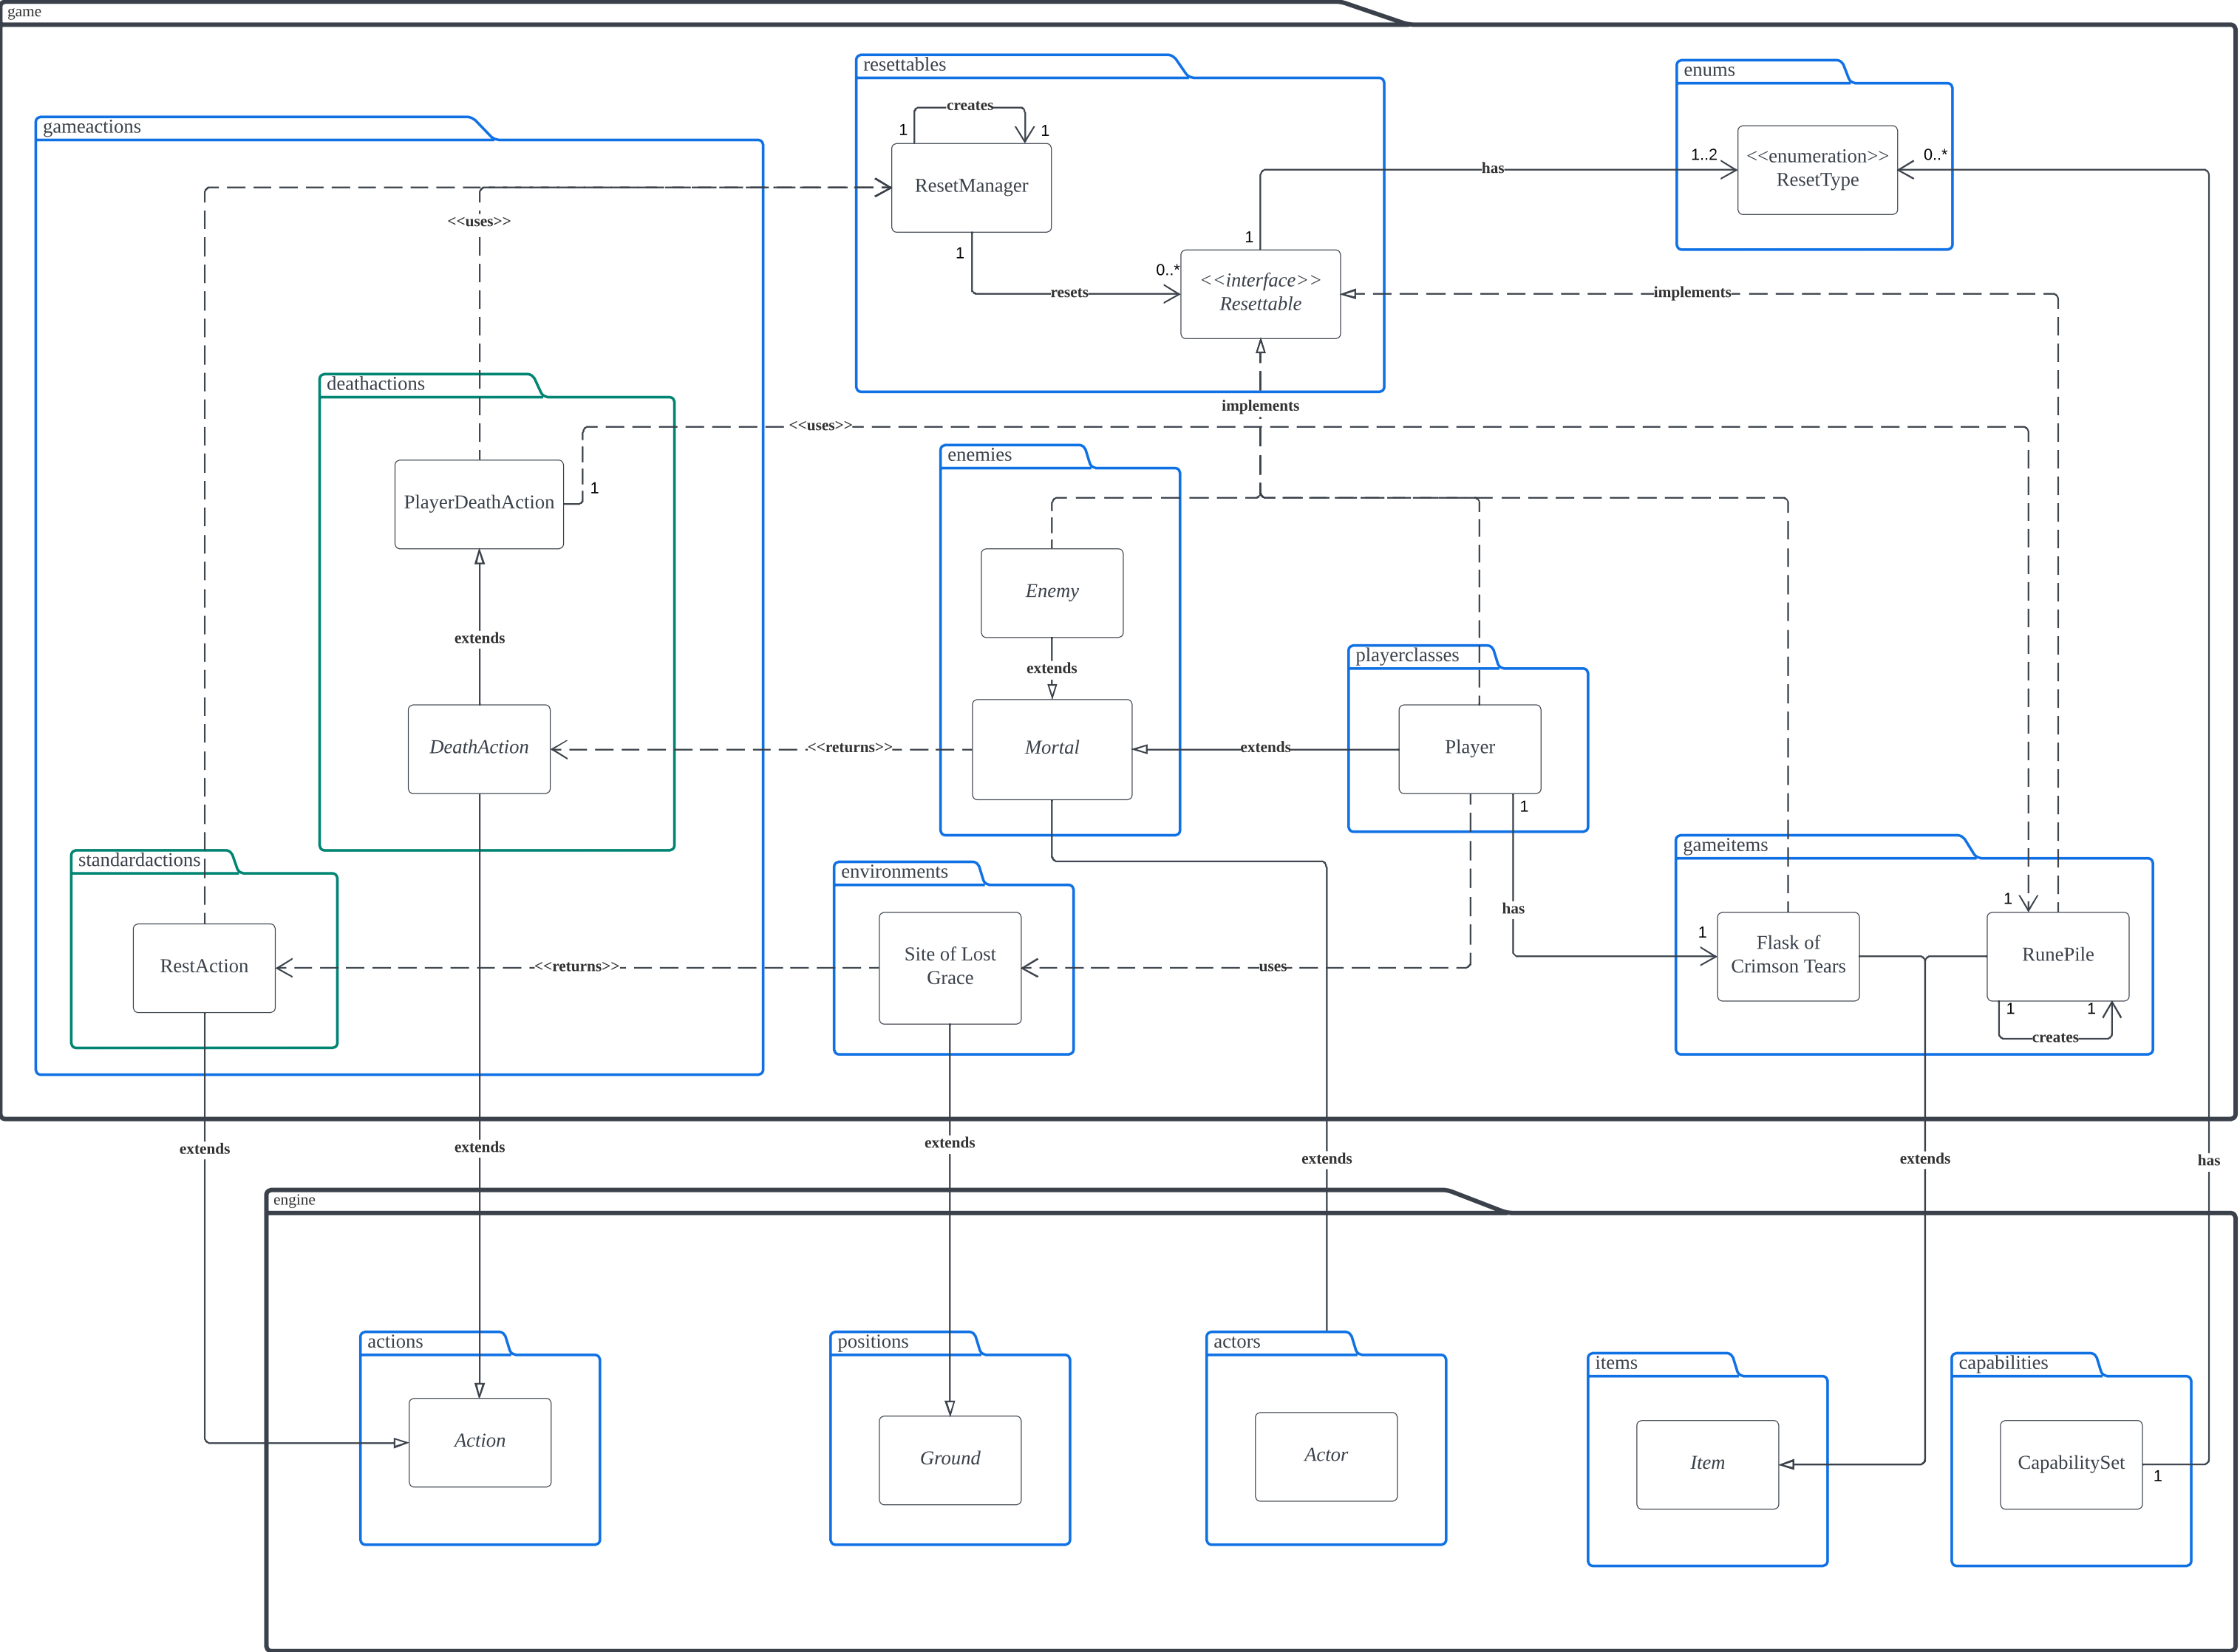 game
resettables
enums
creates
1
1
gameactions
ResetManager
<<enumeration>>
ResetType
1..2
0..*
has
<<uses>>
1
1
0..*
<<interface>>
Resettable
resets
implements
deathactions
implements
<<uses>>
enemies
PlayerDeathAction
1
Enemy
extends
extends
playerclasses
DeathAction
<<returns>>
Mortal
extends
Player
1
standardactions
environments
gameitems
has
1
1
RestAction
<<returns>>
Site of Lost
Grace
uses
Flask of
Crimson Tears
RunePile
1
1
creates
extends
extends
extends
extends
extends
has
engine
actions
positions
actors
items
capabilities
Action
Ground
Actor
Item
CapabilitySet
1